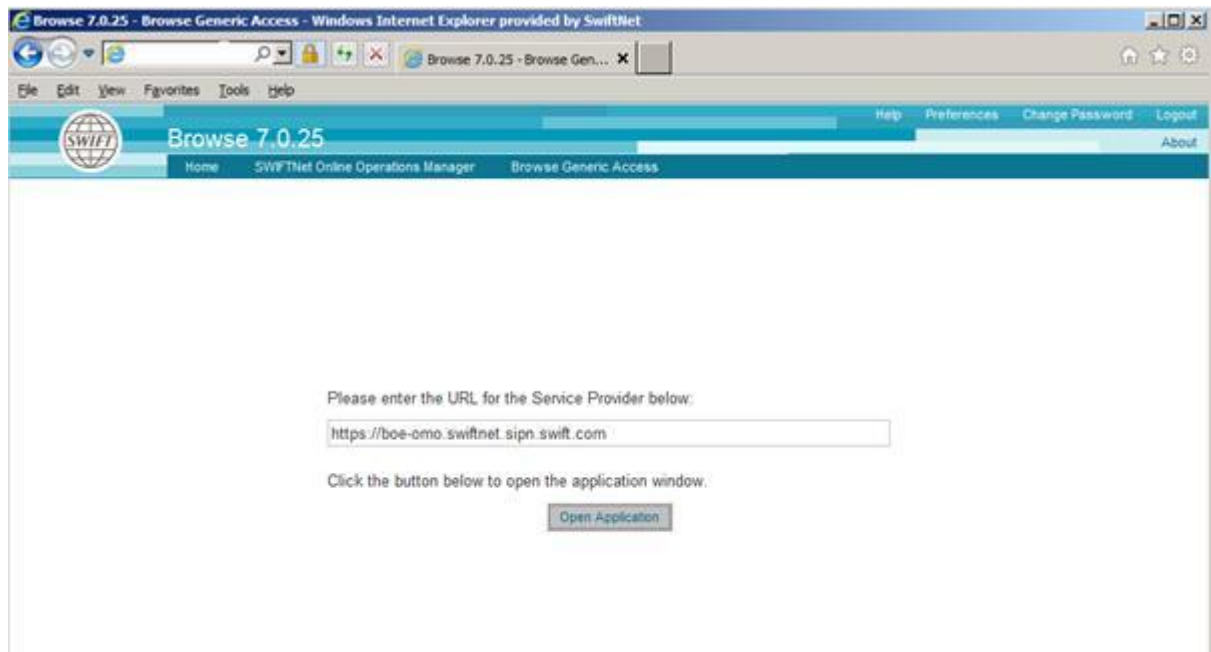 Browse 7.0.25 - Browse Generic Access - Windows Internet Explorer provided by SwiftNet
Browse 7.0.25 - Browse Gen...
File Edit View Favorites Tools Help
Help Preferences Change Password Logout
SWIFT
Browse 7.0.25
About
Home SWIFTNet Online Operations Manager Browse Generic Access
Please enter the URL for the Service Provider below:
https://boe-omo.swiftnet.sipn.swift.com
Click the button below to open the application window.
Open Application